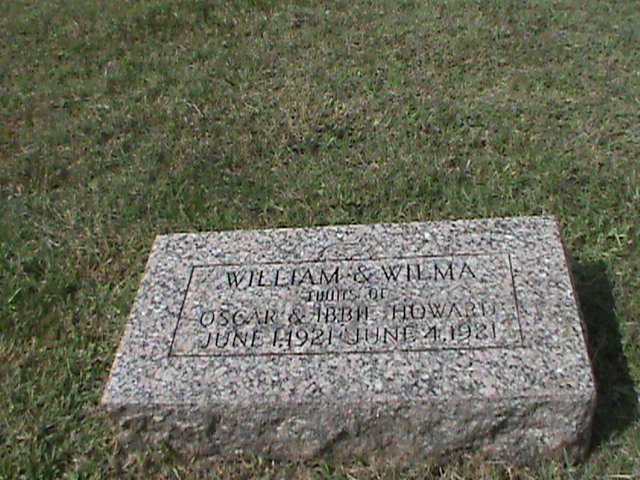 WILLIAM & WILMA
TWINS OF
OSCAR & IBBIE HOWARD
JUNE 1, 1921 JUNE 4, 1921